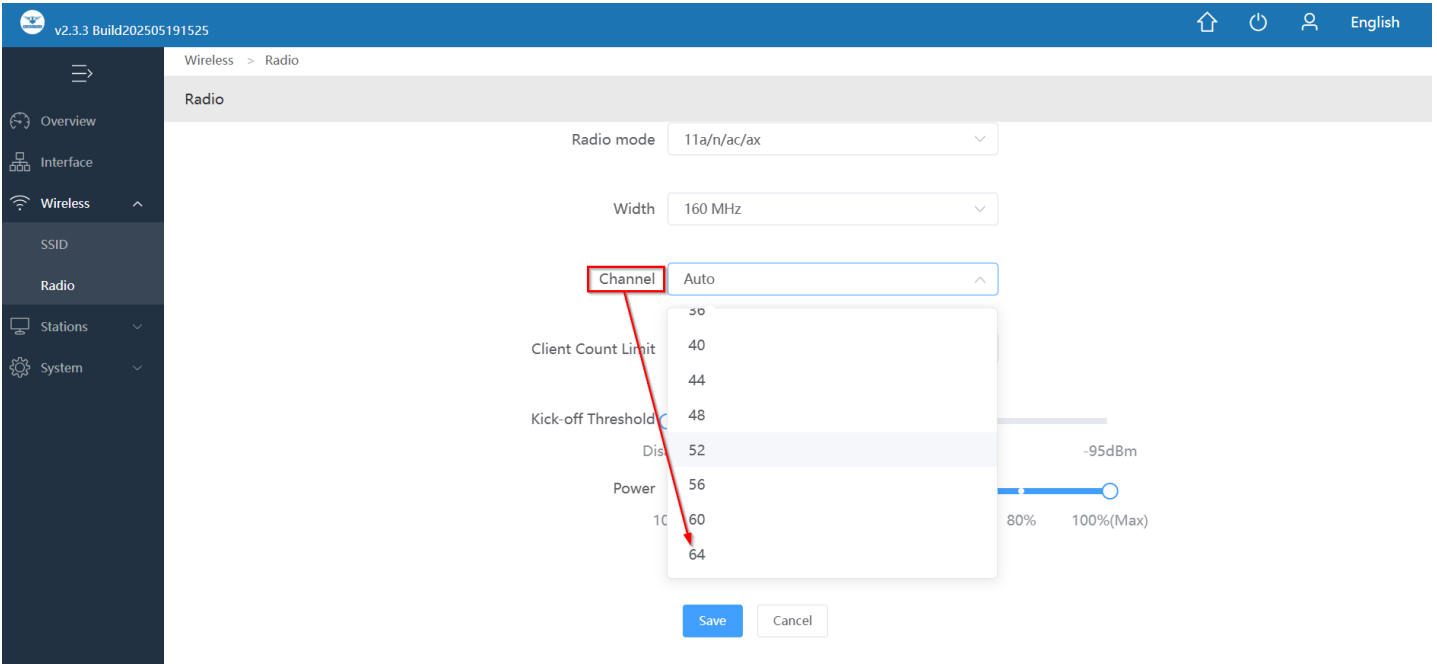 v2.3.3 Build202505191525
English
Wireless > Radio
Radio
Overview
Interface
Wireless
SSID
Radio
Stations
System
Radio mode 11a/n/ac/ax
Width 160 MHz
Channel Auto
36
40
Client Count Limit
44
48
Kick-off Threshold
52
-95dBm
56
Power
60
80% 100%(Max)
64
Save Cancel